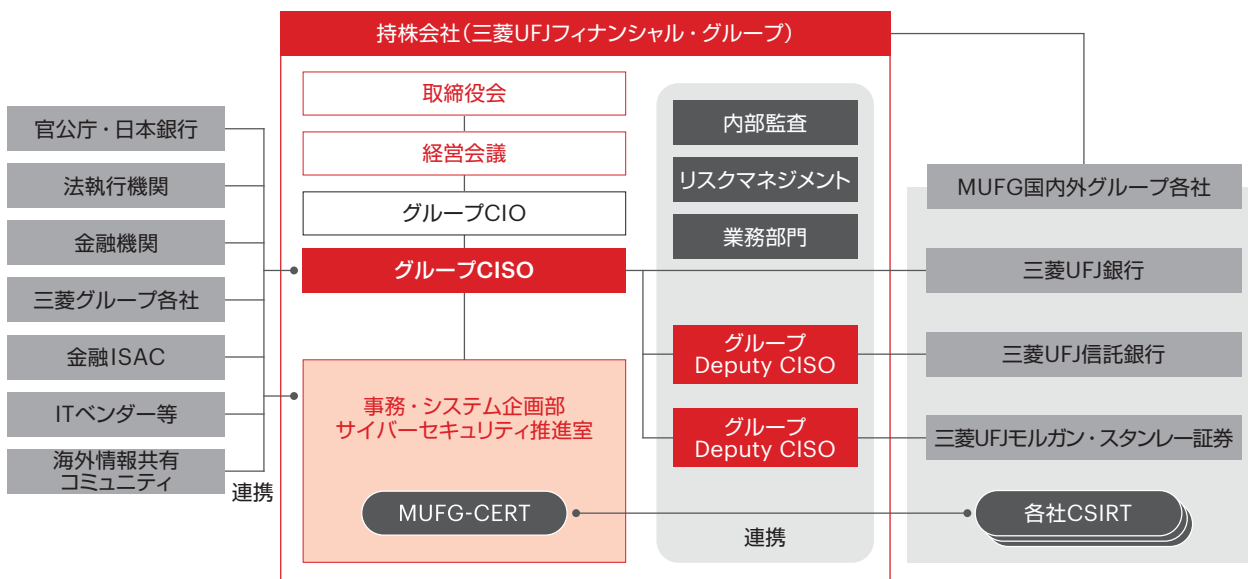 持株会社(三菱UFJフィナンシャル・グループ)
官公庁・日本銀行
法執行機関
金融機関
三菱グループ各社
金融ISAC
ITベンダー等
海外情報共有
コミュニティ
連携
取締役会
経営会議
グループCIO
グループCISO
事務・システム企画部
サイバーセキュリティ推進室
MUFG-CERT
内部監査
リスクマネジメント
業務部門
グループ
Deputy CISO
グループ
Deputy CISO
連携
MUFG国内外グループ各社
三菱UFJ銀行
三菱UFJ信託銀行
三菱UFJモルガン・スタンレー証券
各社CSIRT